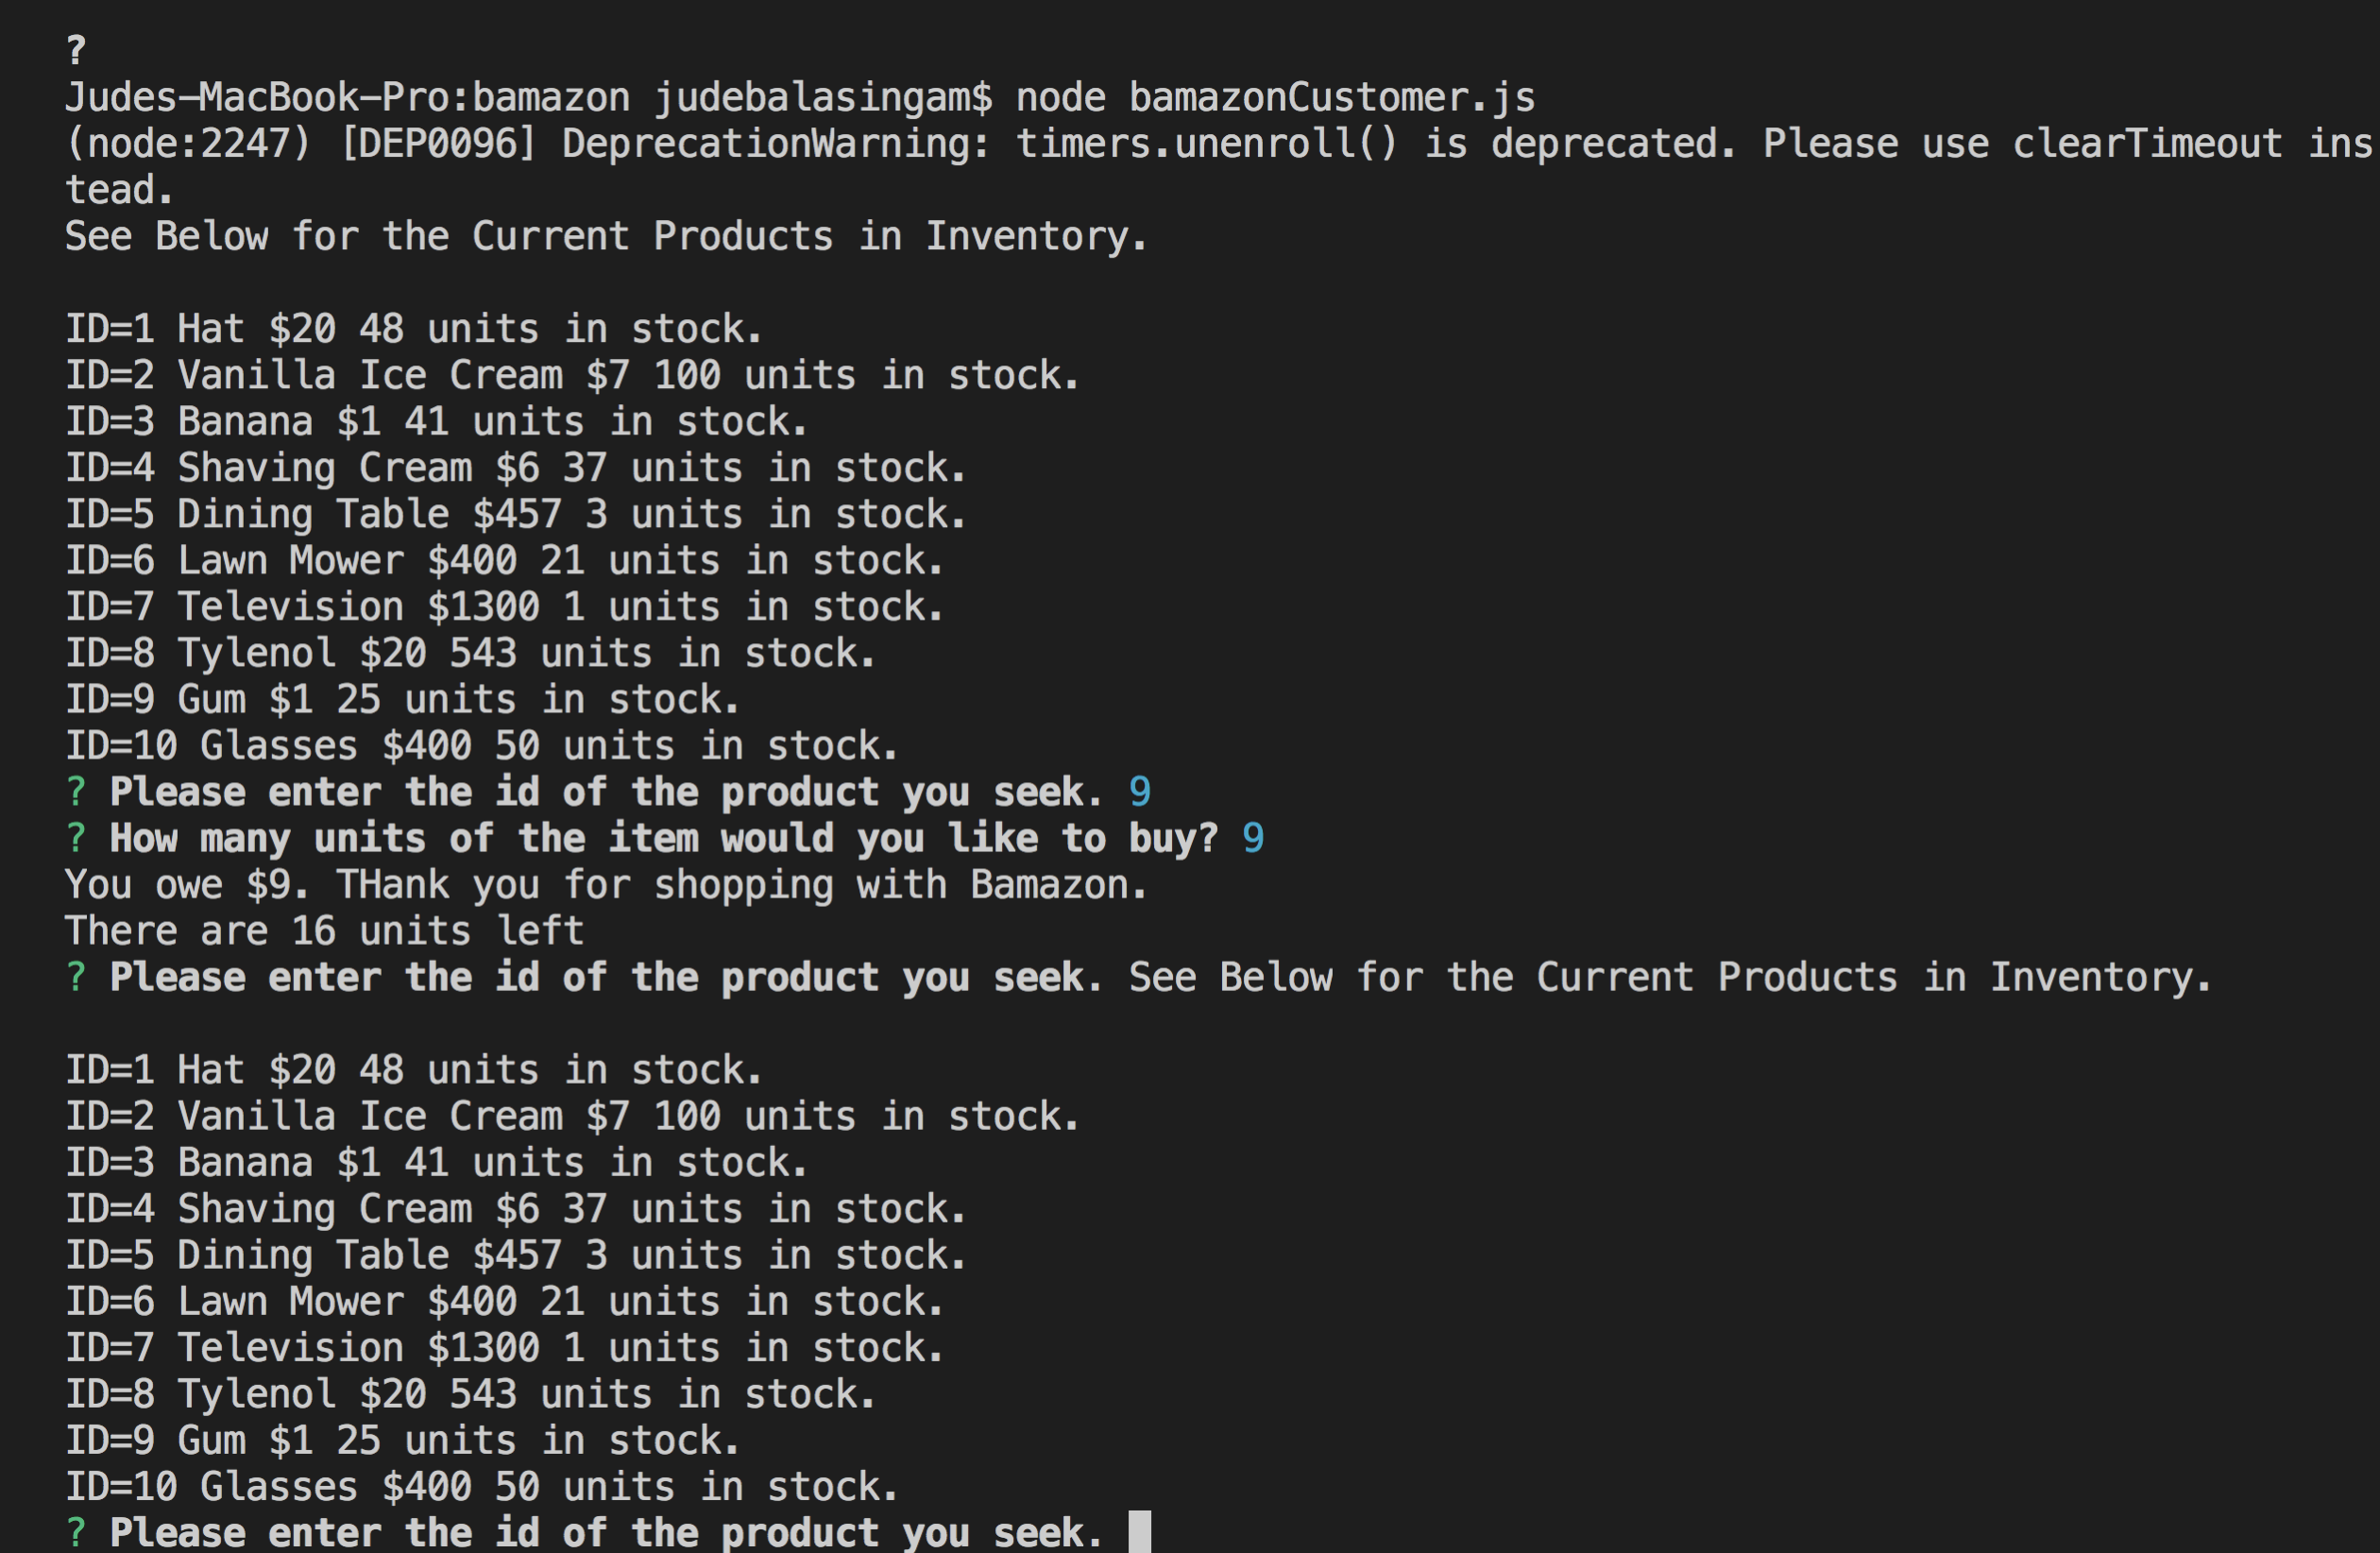 ?
Judes-MacBook-Pro:bamazon judebalasingam$ node bamazonCustomer.js
(node:2247) [DEP0096] DeprecationWarning: timers.unenroll() is deprecated. Please use clearTimeout ins
tead.
See Below for the Current Products in Inventory.
ID=1 Hat $20 48 units in stock.
ID=2 Vanilla Ice Cream $7 100 units in stock.
ID=3 Banana $1 41 units in stock.
ID=4 Shaving Cream $6 37 units in stock.
ID=5 Dining Table $457 3 units in stock.
ID=6 Lawn Mower $400 21 units in stock.
ID=7 Television $1300 1 units in stock.
ID=8 Tylenol $20 543 units in stock.
ID=9 Gum $1 25 units in stock.
ID=10 Glasses $400 50 units in stock.
? Please enter the id of the product you seek. 9
? How many units of the item would you like to buy? 9
You owe $9. THank you for shopping with Bamazon.
There are 16 units left
? Please enter the id of the product you seek. See Below for the Current Products in Inventory.
ID=1 Hat $20 48 units in stock.
ID=2 Vanilla Ice Cream $7 100 units in stock.
ID=3 Banana $1 41 units in stock.
ID=4 Shaving Cream $6 37 units in stock.
ID=5 Dining Table $457 3 units in stock.
ID=6 Lawn Mower $400 21 units in stock.
ID=7 Television $1300 1 units in stock.
ID=8 Tylenol $20 543 units in stock.
ID=9 Gum $1 25 units in stock.
ID=10 Glasses $400 50 units in stock.
? Please enter the id of the product you seek.